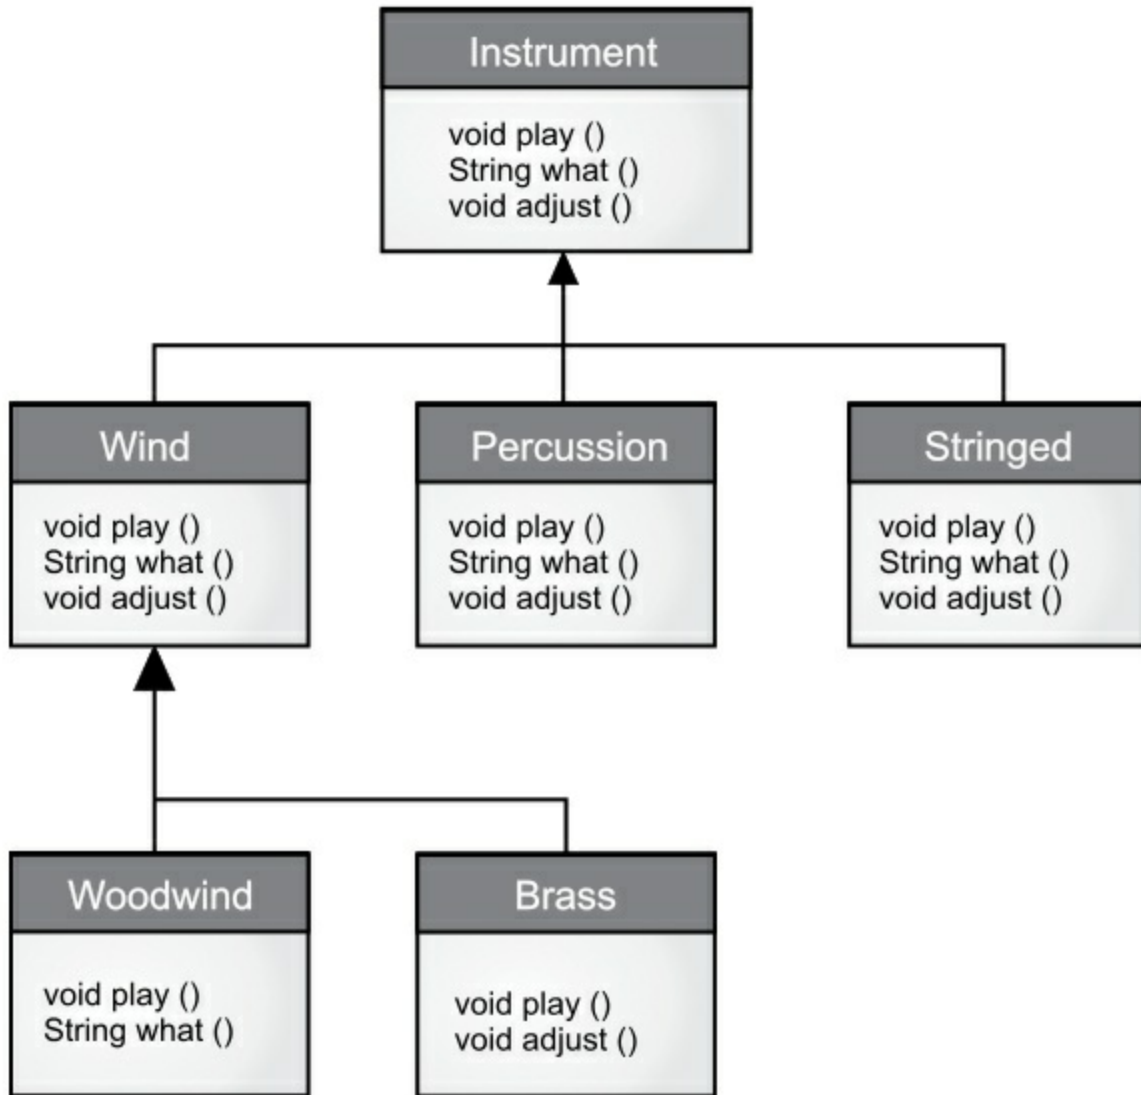 Instrument
void play ()
String what ()
void adjust ()
Wind
void play ()
String what ()
void adjust ()
Percussion
void play ()
String what ()
void adjust ()
Stringed
void play ()
String what ()
void adjust ()
Woodwind
void play ()
String what ()
Brass
void play ()
void adjust ()